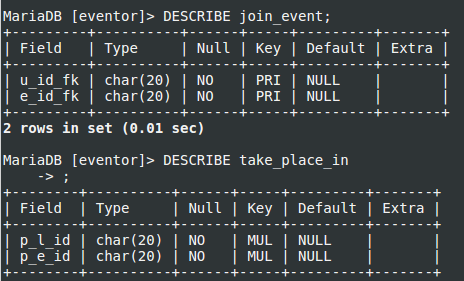 MariaDB [eventor]> DESCRIBE join_event;
+---------+----------+------+-----+---------+-------+
| Field   | Type     | Null | Key | Default | Extra |
+---------+----------+------+-----+---------+-------+
| u_id_fk | char(20) | NO   | PRI | NULL    |       |
| e_id_fk | char(20) | NO   | PRI | NULL    |       |
+---------+----------+------+-----+---------+-------+
2 rows in set (0.01 sec)
MariaDB [eventor]> DESCRIBE take_place_in
    -> ;
+--------+----------+------+-----+---------+-------+
| Field  | Type     | Null | Key | Default | Extra |
+--------+----------+------+-----+---------+-------+
| p_l_id | char(20) | NO   | MUL | NULL    |       |
| p_e_id | char(20) | NO   | MUL | NULL    |       |
+--------+----------+------+-----+---------+-------+